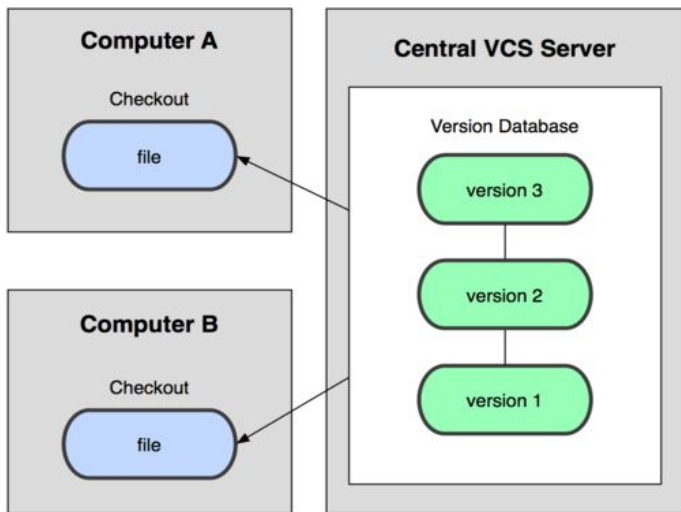 Computer A
Checkout
file
Computer B
Checkout
file
Central VCS Server
Version Database
version 3
version 2
version 1